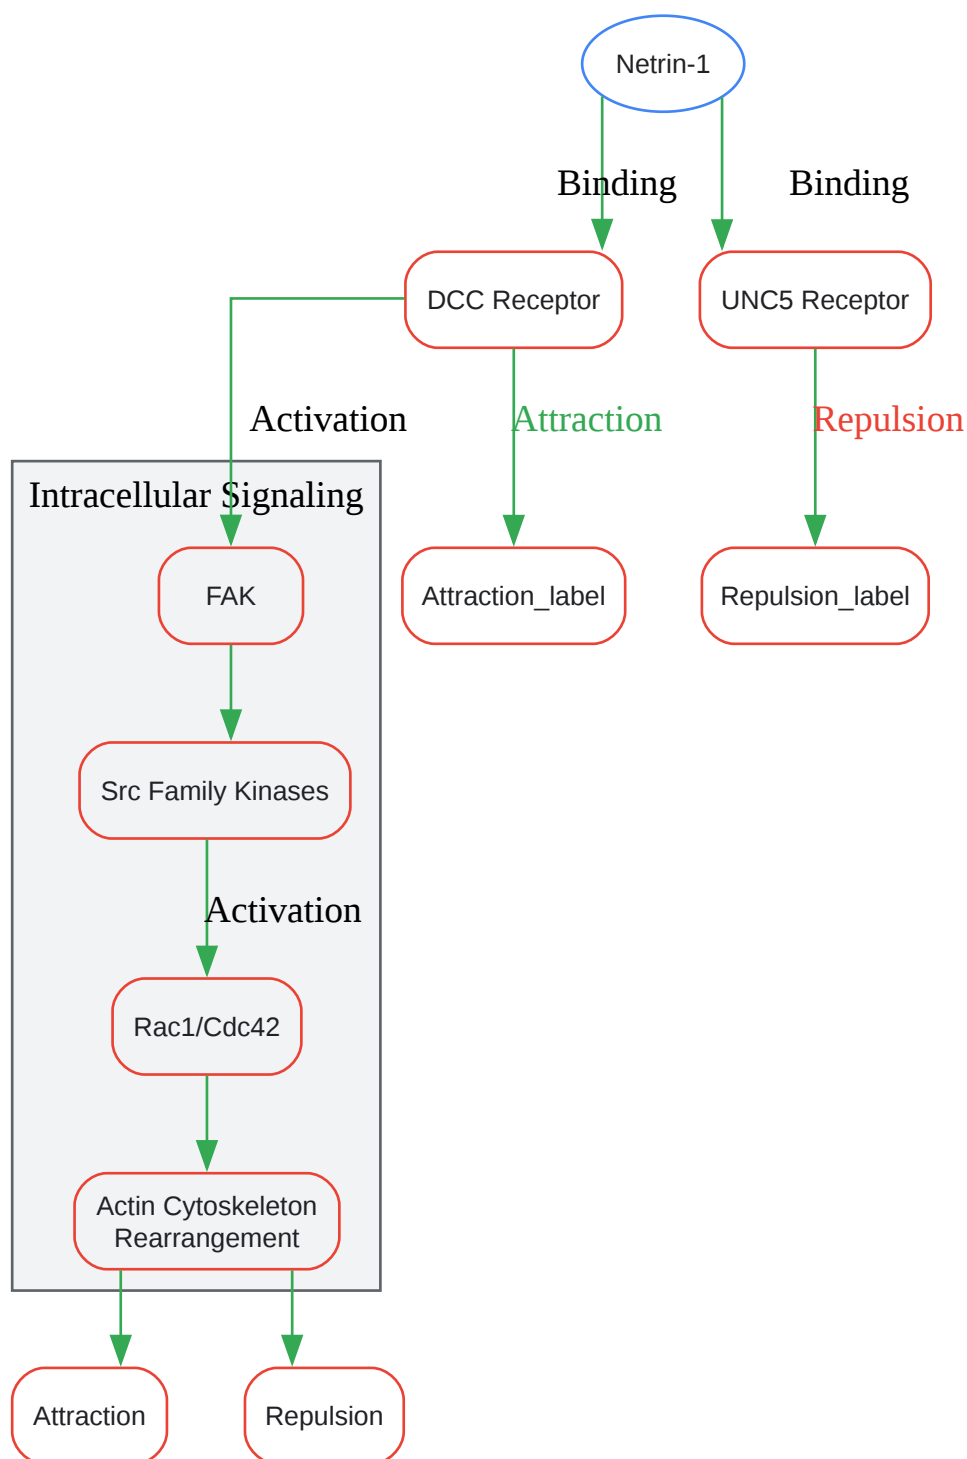 Netrin-1
Binding
Binding
DCC Receptor
UNC5 Receptor
Activation
Attraction
Repulsion
Intracellular Signaling
FAK
Attraction_label
Repulsion_label
Src Family Kinases
Activation
Rac1/Cdc42
Actin Cytoskeleton
Rearrangement
Attraction
Repulsion